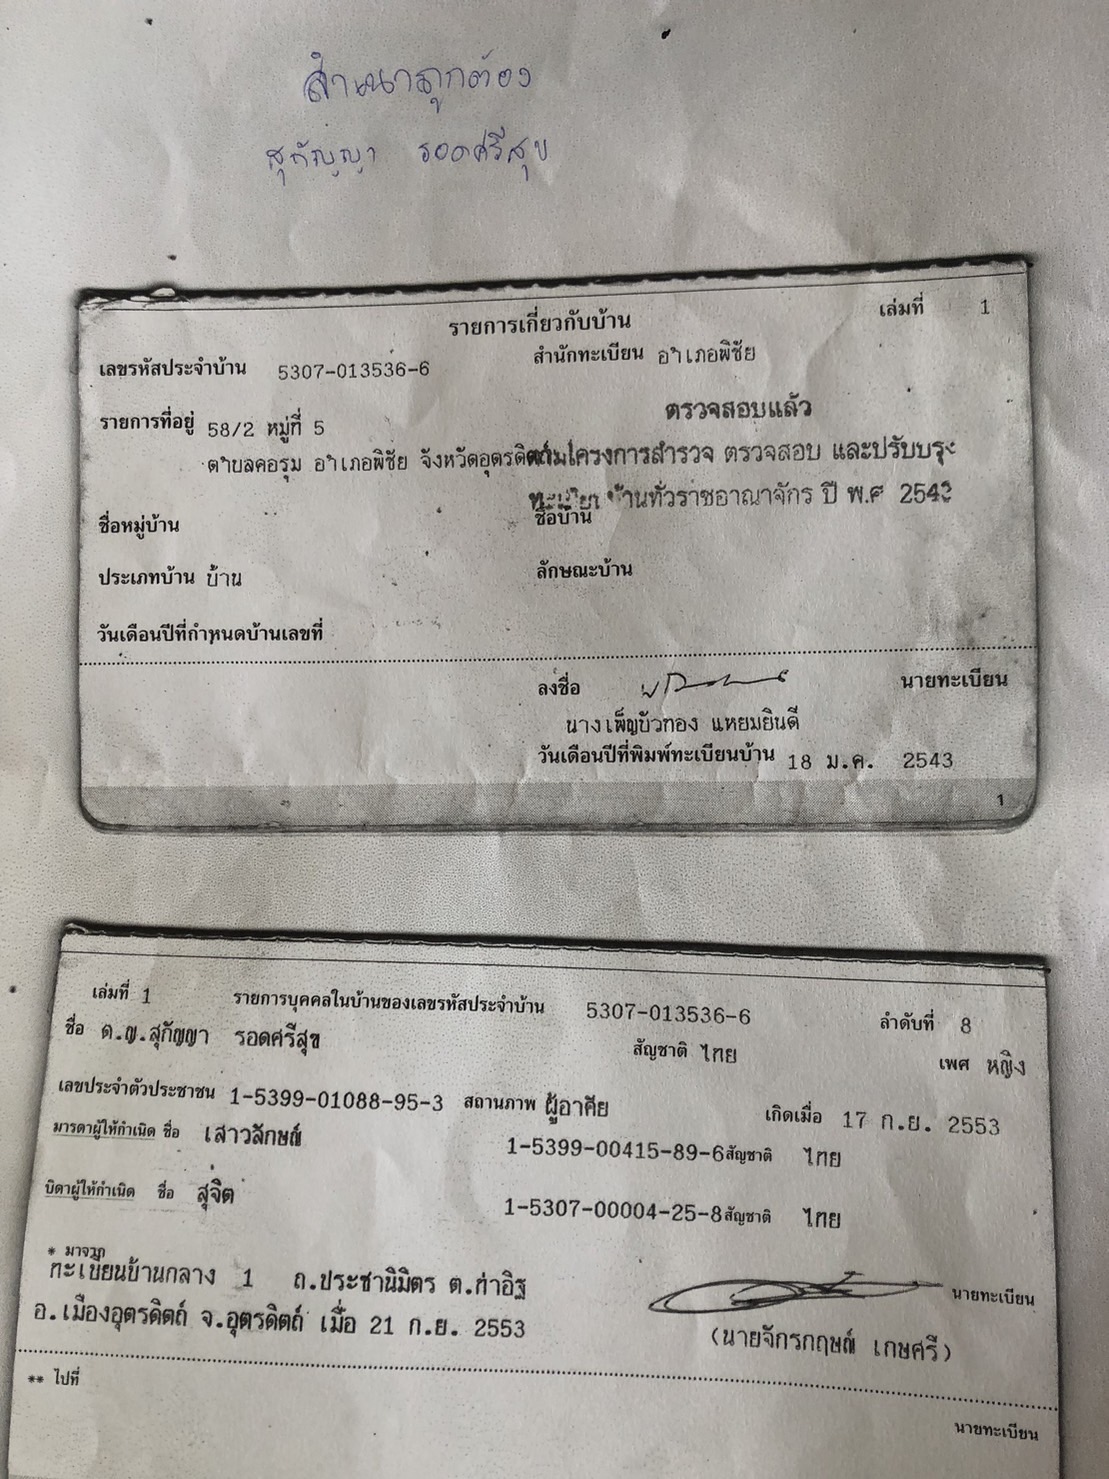 สำเนาถูกต้อง
สุกัญญา รอดศรีสุข
เล่มที่ 1
รายการเกี่ยวกับบ้าน
เลขรหัสประจำบ้าน 5307-013536-6 สำนักทะเบียน อำเภอพิชัย
รายการที่อยู่ 58/2 หมู่ที่ 5 ตรวจสอบแล้ว
ตำบลคอรุม อำเภอพิชัย จังหวัดอุตรดิตถ์ ตามโครงการสำรวจ ตรวจสอบ และปรับปรุง
ทะเบียนบ้านทั่วราชอาณาจักร ปี พ.ศ 2543
ชื่อหมู่บ้าน ชื่อบ้าน
ประเภทบ้าน บ้าน ลักษณะบ้าน
วันเดือนปีที่กำหนดบ้านเลขที่
ลงชื่อ นายทะเบียน
นางเพ็ญบัวทอง แหยมยินดี
วันเดือนปีที่พิมพ์ทะเบียนบ้าน 18 ม.ค. 2543
1
เล่มที่ 1 รายการบุคคลในบ้านของเลขรหัสประจำบ้าน 5307-013536-6 ลำดับที่ 8
ชื่อ ด.ญ.สุกัญญา รอดศรีสุข สัญชาติ ไทย เพศ หญิง
เลขประจำตัวประชาชน 1-5399-01088-95-3 สถานภาพ ผู้อาศัย เกิดเมื่อ 17 ก.ย. 2553
มารดาผู้ให้กำเนิด ชื่อ เสาวลักษณ์ 1-5399-00415-89-6 สัญชาติ ไทย
บิดาผู้ให้กำเนิด ชื่อ สุจิต 1-5307-00004-25-8 สัญชาติ ไทย
* มาจาก
ทะเบียนบ้านกลาง 1 ถ.ประชานิมิตร ต.ท่าอิฐ
อ.เมืองอุตรดิตถ์ จ.อุตรดิตถ์ เมื่อ 21 ก.ย. 2553
นายทะเบียน
(นายจักรกฤษณ์ เกษศรี)
** ไปที่
นายทะเบียน